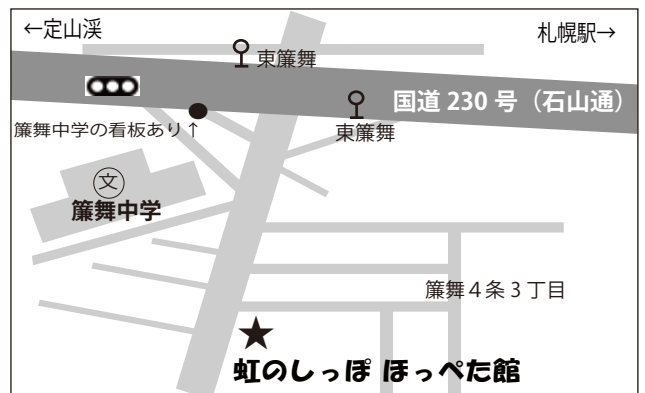 ←定山渓
札幌駅→
東簾舞
国道 230 号（石山通）
簾舞中学の看板あり↑
東簾舞
文
簾舞中学
簾舞４条 3 丁目
虹のしっぽ ほっぺた館